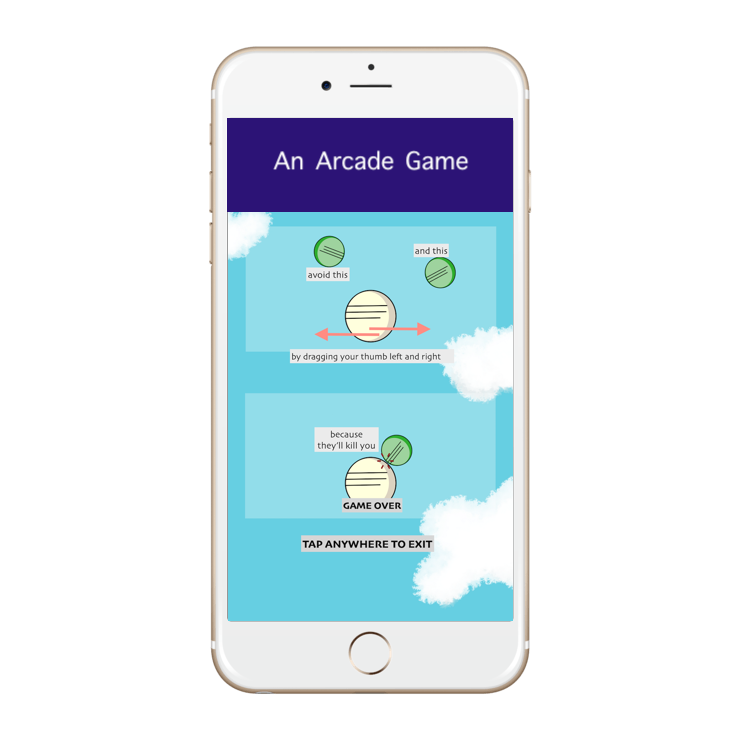 An Arcade Game
and this
avoid this
by dragging your thumb left and right
because
they'll kill you
GAME OVER
TAP ANYWHERE TO EXIT